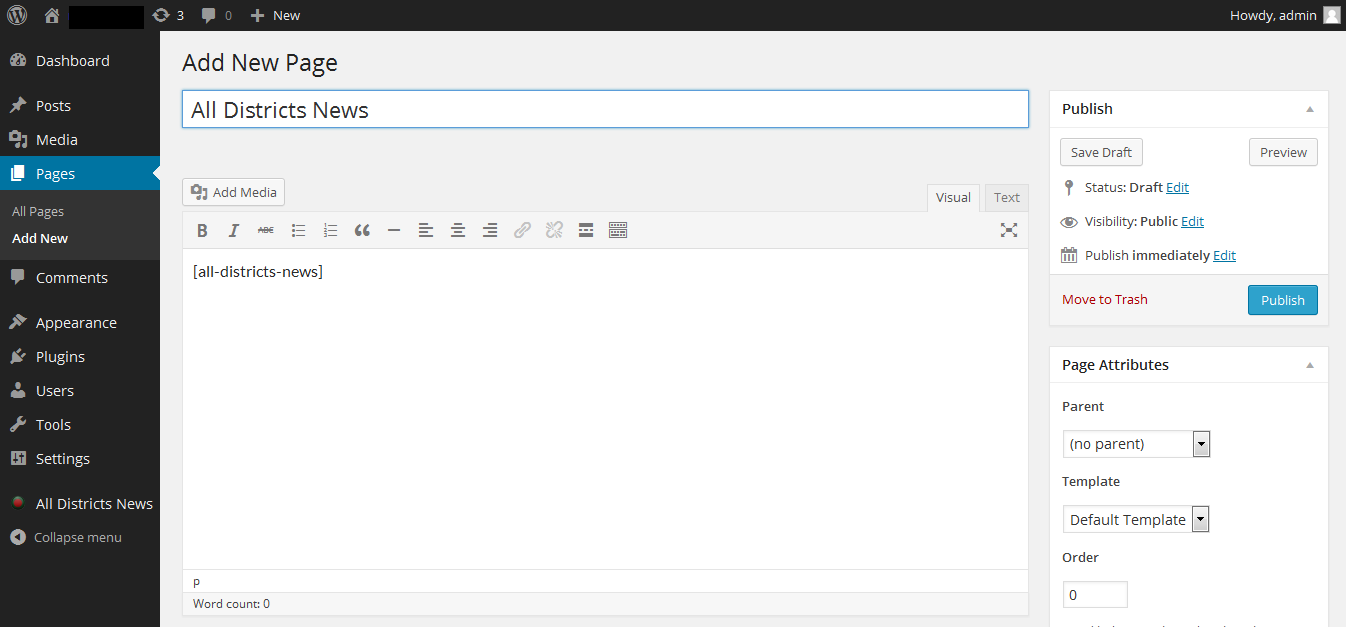 3 0 New Howdy, admin
Dashboard
Posts
Media
Pages
All Pages
Add New
Comments
Appearance
Plugins
Users
Tools
Settings
All Districts News
Collapse menu
Add New Page
All Districts News
Add Media
Visual Text
B I ABC
[all-districts-news]
p
Word count: 0
Publish
Save Draft Preview
Status: Draft Edit
Visibility: Public Edit
Publish immediately Edit
Move to Trash Publish
Page Attributes
Parent
(no parent)
Template
Default Template
Order
0